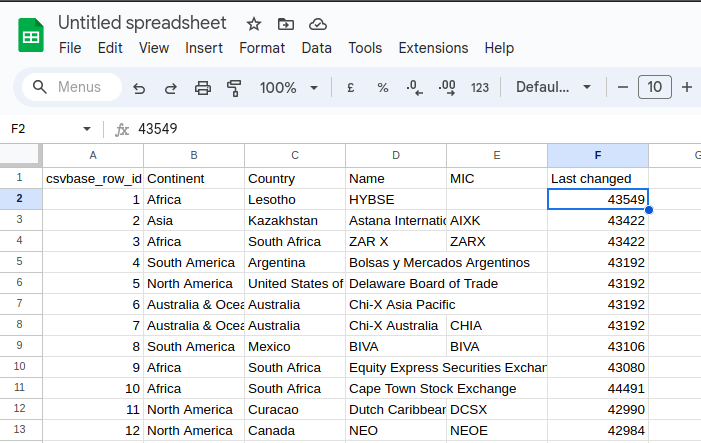 Untitled spreadsheet
File Edit View Insert Format Data Tools Extensions Help
Menus 100% £ % .0 .00 123 Defaul... 10
F2 fx 43549
A B C D E F G
1 csvbase_row_id Continent Country Name MIC Last changed
2 1 Africa Lesotho HYBSE 43549
3 2 Asia Kazakhstan Astana Internatic AIXK 43422
4 3 Africa South Africa ZAR X ZARX 43422
5 4 South America Argentina Bolsas y Mercados Argentinos 43192
6 5 North America United States of Delaware Board of Trade 43192
7 6 Australia & Ocea Australia Chi-X Asia Pacific 43192
8 7 Australia & Ocea Australia Chi-X Australia CHIA 43192
9 8 South America Mexico BIVA BIVA 43106
10 9 Africa South Africa Equity Express Securities Exchan 43080
11 10 Africa South Africa Cape Town Stock Exchange 44491
12 11 North America Curacao Dutch Caribbear DCSX 42990
13 12 North America Canada NEO NEOE 42984